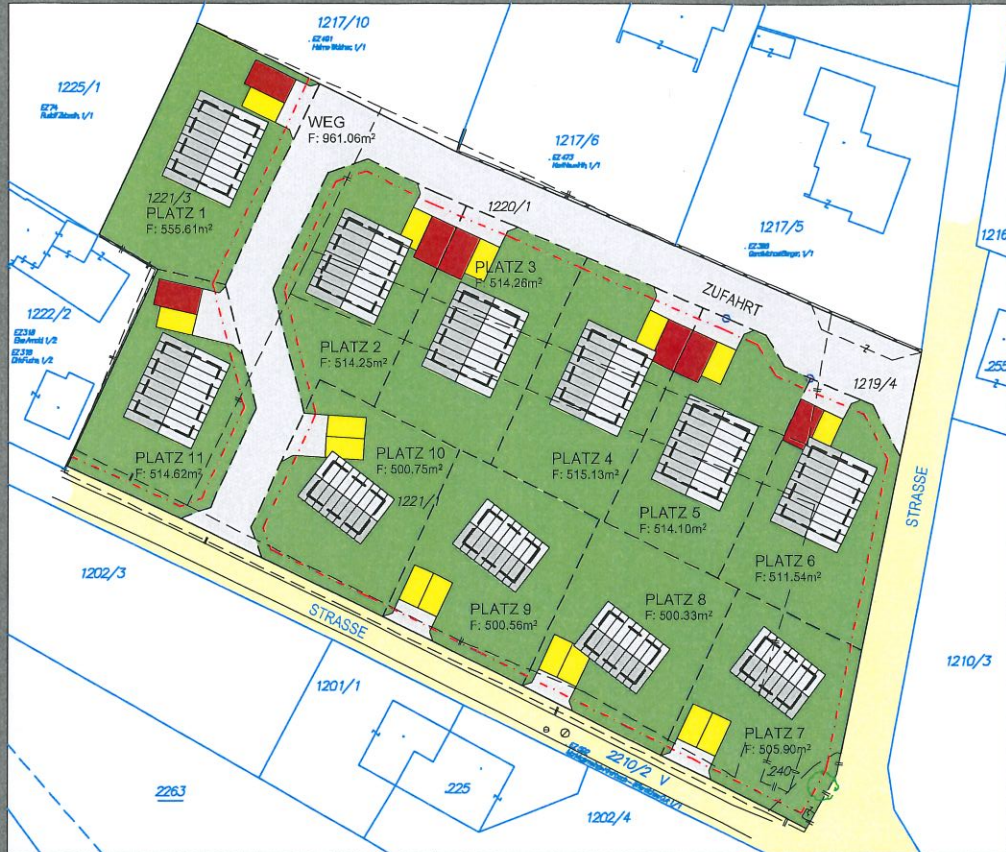 1217/10
1225/1
WEG
F: 961.06m²
1217/6
1217/5
1221/3
PLATZ 1
F: 555.61m²
1220/1
PLATZ 3
F: 514.26m²
ZUFAHRT
1222/2
PLATZ 2
F: 514.25m²
1219/4
PLATZ 11
F: 514.62m²
PLATZ 10
F: 500.75m²
PLATZ 4
F: 515.13m²
PLATZ 5
F: 514.10m²
STRASSE
PLATZ 6
F: 511.54m²
1202/3
STRASSE
PLATZ 9
F: 500.56m²
PLATZ 8
F: 500.33m²
1210/3
1201/1
PLATZ 7
F: 505.90m²
240
2210/2 V
2263
225
1202/4